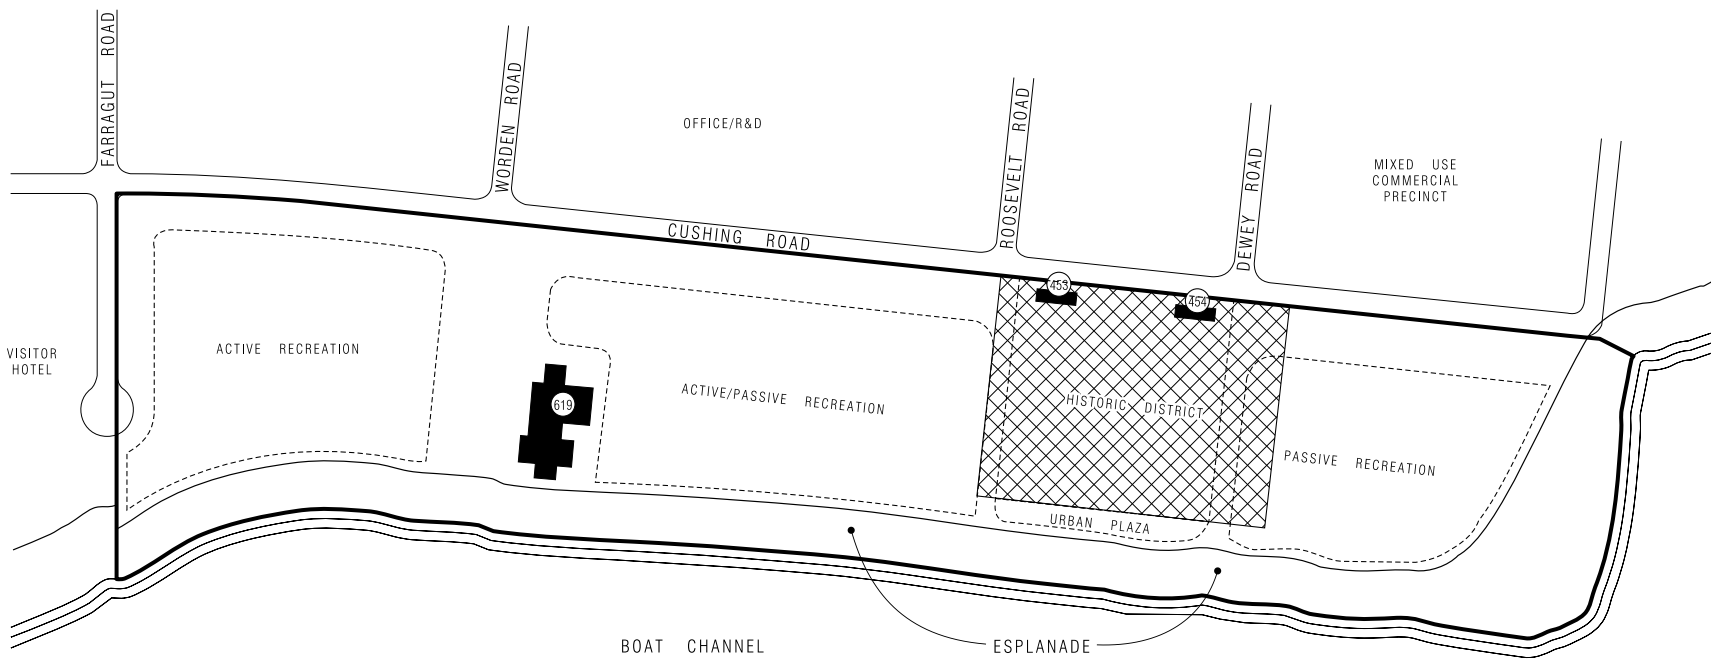 FARRAGUT ROAD
WORDEN ROAD
OFFICE/R&D
ROOSEVELT ROAD
DEWEY ROAD
MIXED USE
COMMERCIAL
PRECINCT
CUSHING ROAD
453
454
VISITOR
HOTEL
ACTIVE RECREATION
619
ACTIVE/PASSIVE RECREATION
HISTORIC DISTRICT
PASSIVE RECREATION
URBAN PLAZA
BOAT CHANNEL
ESPLANADE